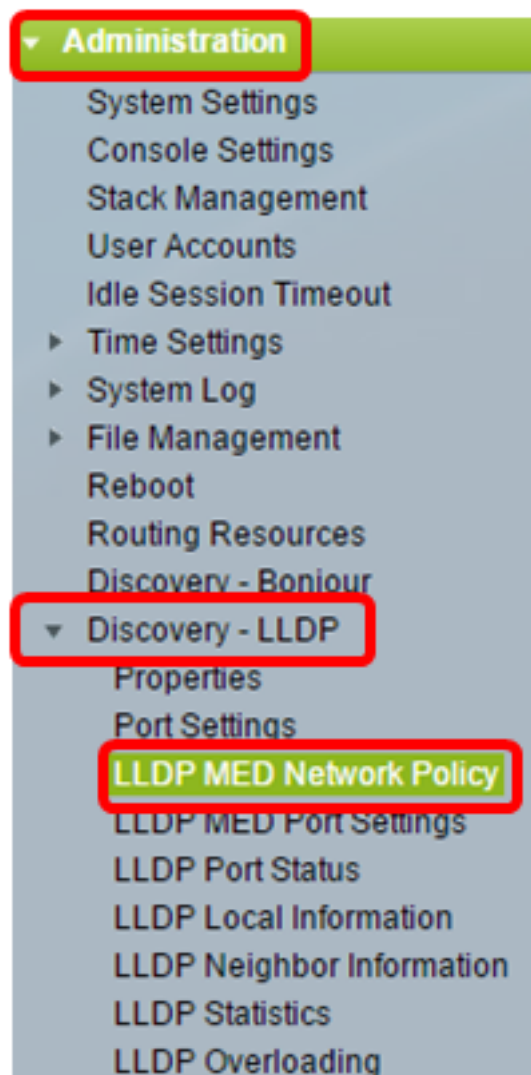 Administration
System Settings
Console Settings
Stack Management
User Accounts
Idle Session Timeout
Time Settings
System Log
File Management
Reboot
Routing Resources
Discovery - Bonjour
Discovery - LLDP
Properties
Port Settings
LLDP MED Network Policy
LLDP MED Port Settings
LLDP Port Status
LLDP Local Information
LLDP Neighbor Information
LLDP Statistics
LLDP Overloading